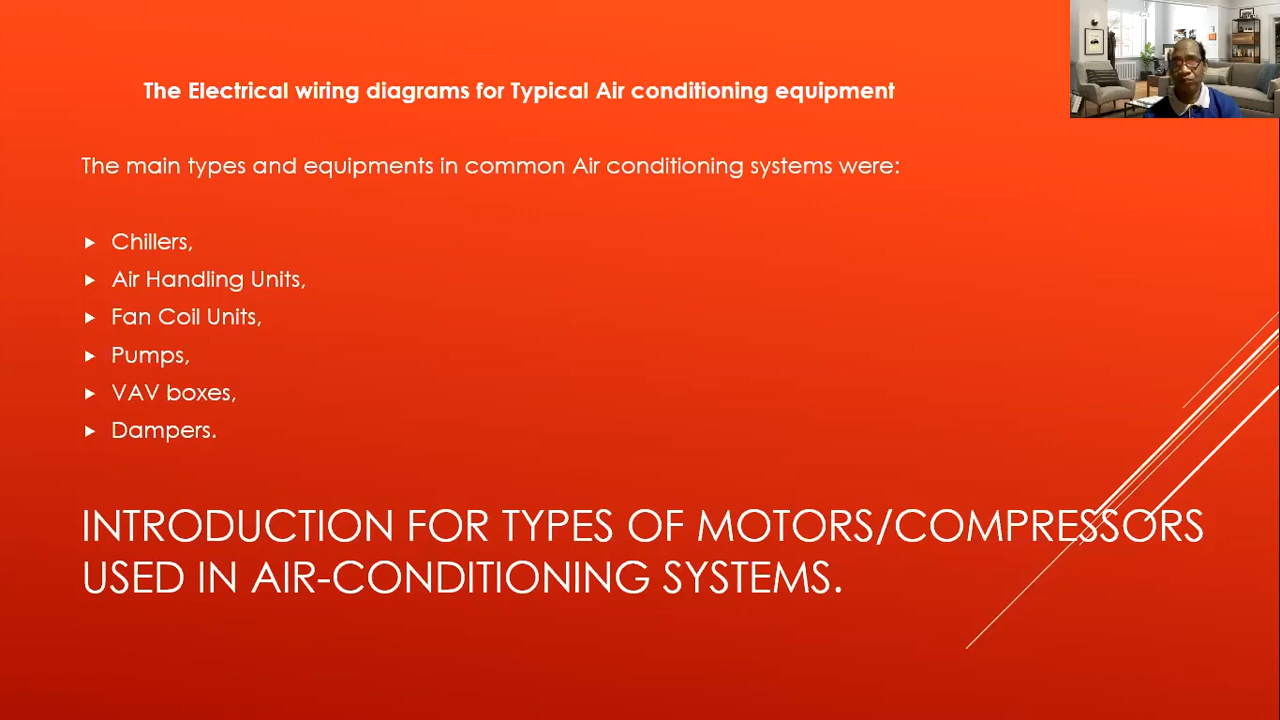 The Electrical wiring diagrams for Typical Air conditioning equipment
The main types and equipments in common Air conditioning systems were:
Chillers,
Air Handling Units,
Fan Coil Units,
Pumps,
VAV boxes,
Dampers.
INTRODUCTION FOR TYPES OF MOTORS/COMPRESSORS
USED IN AIR-CONDITIONING SYSTEMS.